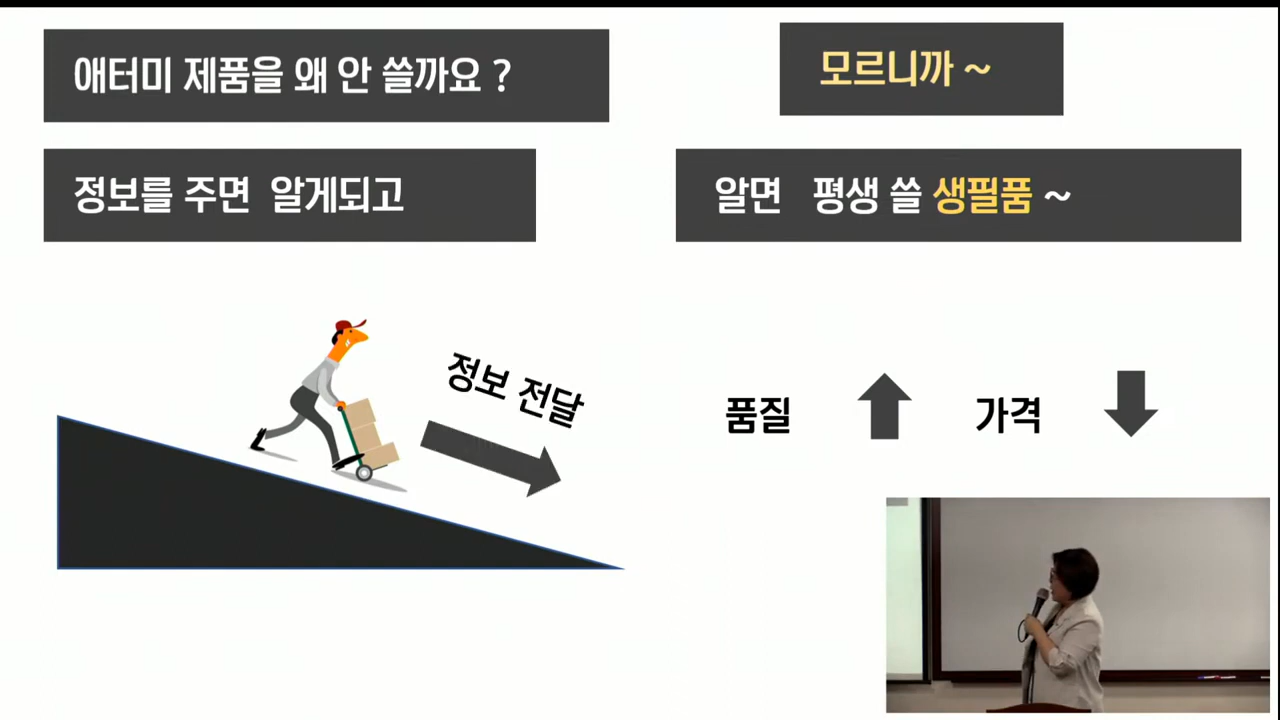 애터미 제품을 왜 안 쓸까요 ?
모르니까 ~
정보를 주면 알게되고
알면 평생 쓸 생필품 ~
정보 전달
품질
가격